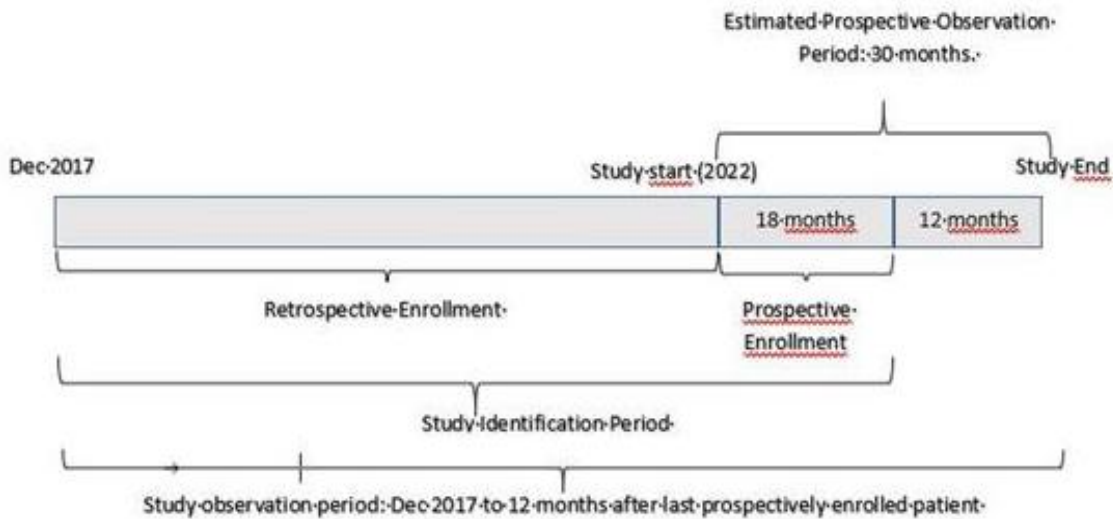 Estimated·Prospective·Observation·
Period:·30·months.·
Dec·2017
Study·start·(2022)
Study·End
18·months
12·months
Retrospective·Enrollment·
Prospective·
Enrollment
Study·Identification·Period·
Study·observation·period:·Dec·2017·to·12·months·after·last·prospectively·enrolled·patient·